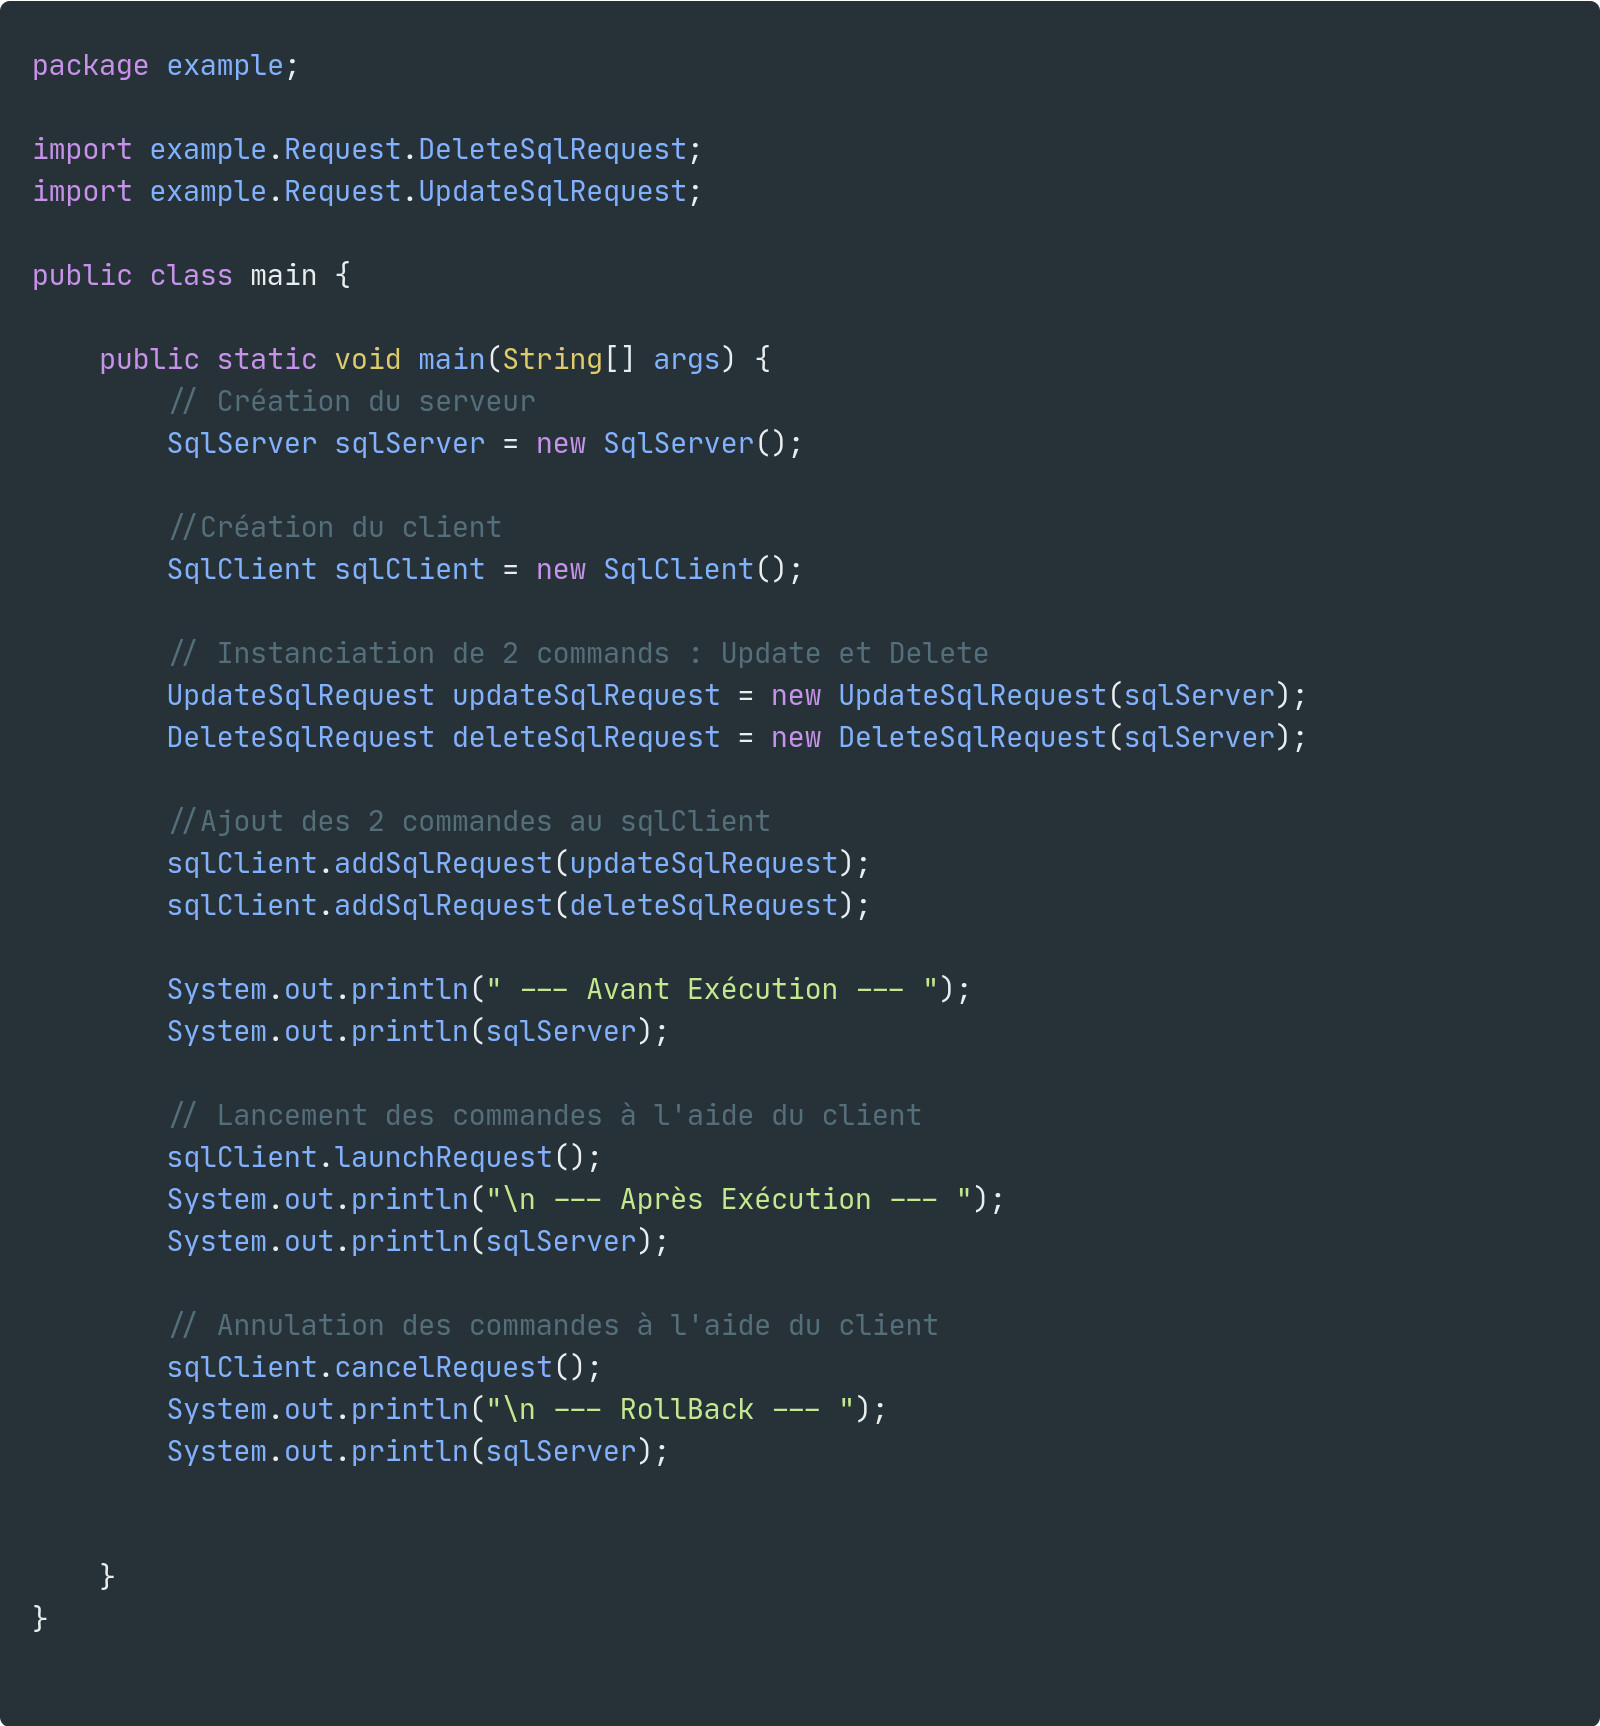 package example;
import example.Request.DeleteSqlRequest;
import example.Request.UpdateSqlRequest;
public class main {
public static void main(String[] args) {
// Création du serveur
SqlServer sqlServer = new SqlServer();
//Création du client
SqlClient sqlClient = new SqlClient();
// Instanciation de 2 commands : Update et Delete
UpdateSqlRequest updateSqlRequest = new UpdateSqlRequest(sqlServer);
DeleteSqlRequest deleteSqlRequest = new DeleteSqlRequest(sqlServer);
//Ajout des 2 commandes au sqlClient
sqlClient.addSqlRequest(updateSqlRequest);
sqlClient.addSqlRequest(deleteSqlRequest);
System.out.println(" --- Avant Exécution --- ");
System.out.println(sqlServer);
// Lancement des commandes à l'aide du client
sqlClient.launchRequest();
System.out.println("\n --- Après Exécution --- ");
System.out.println(sqlServer);
// Annulation des commandes à l'aide du client
sqlClient.cancelRequest();
System.out.println("\n --- RollBack --- ");
System.out.println(sqlServer);
}
}